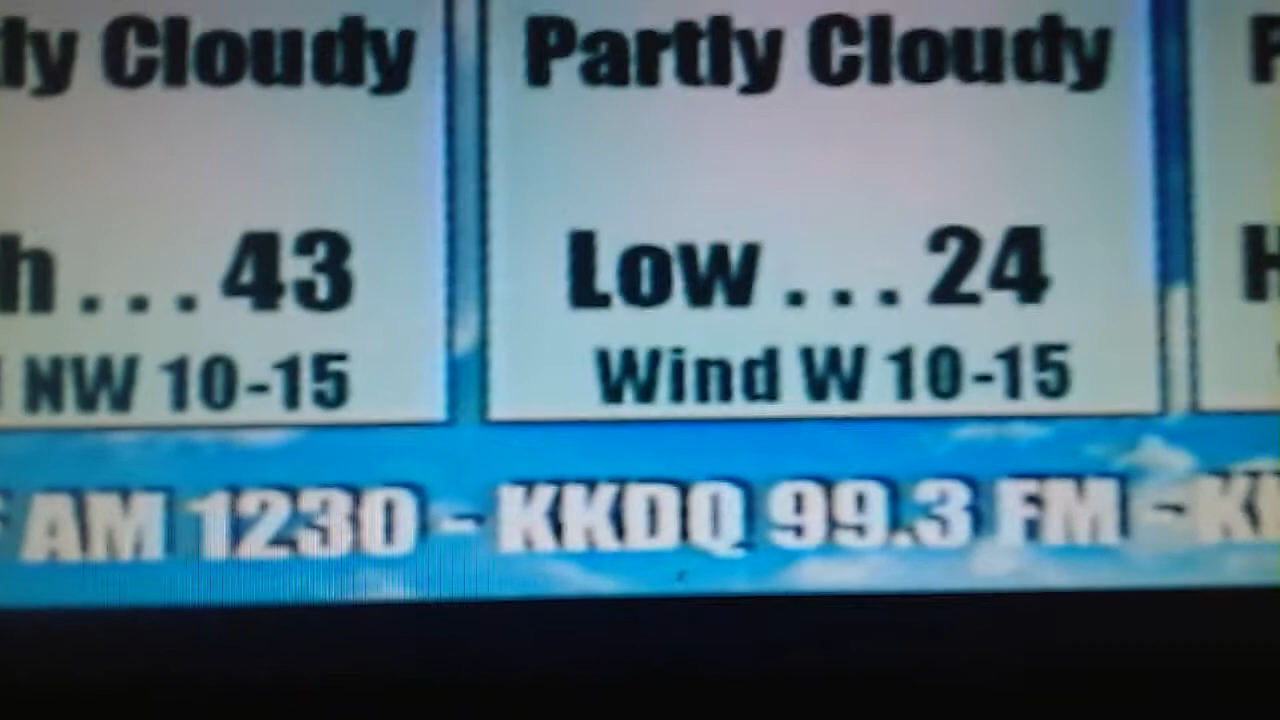 ly Cloudy
h...43
NW 10-15
Partly Cloudy
Low...24
Wind W 10-15
AM 1230 - KKDQ 99.3 FM -